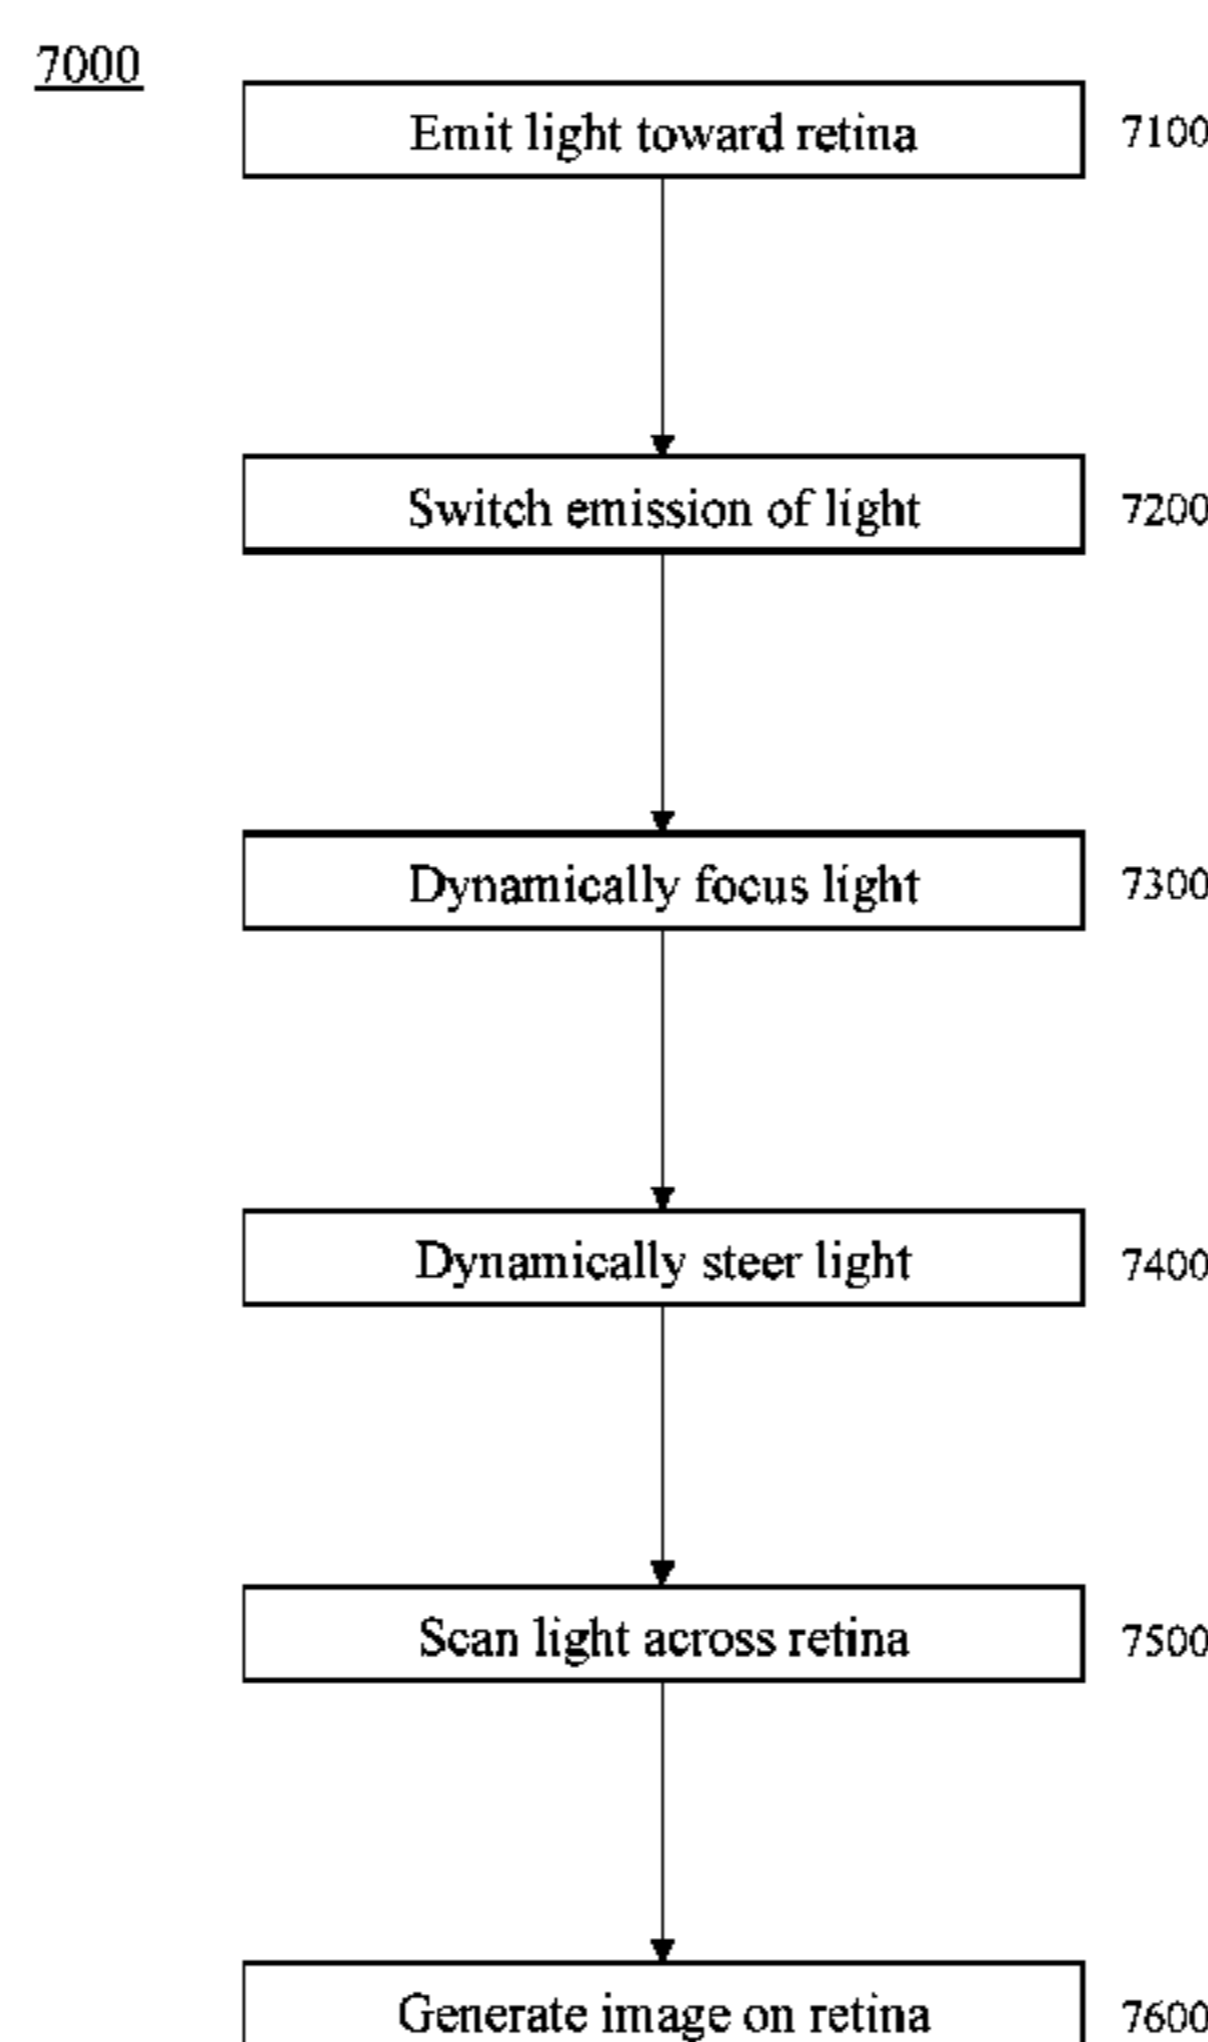 7000
Emit light toward retina 7100
Switch emission of light 7200
Dynamically focus light 7300
Dynamically steer light 7400
Scan light across retina 7500
Generate image on retina 7600